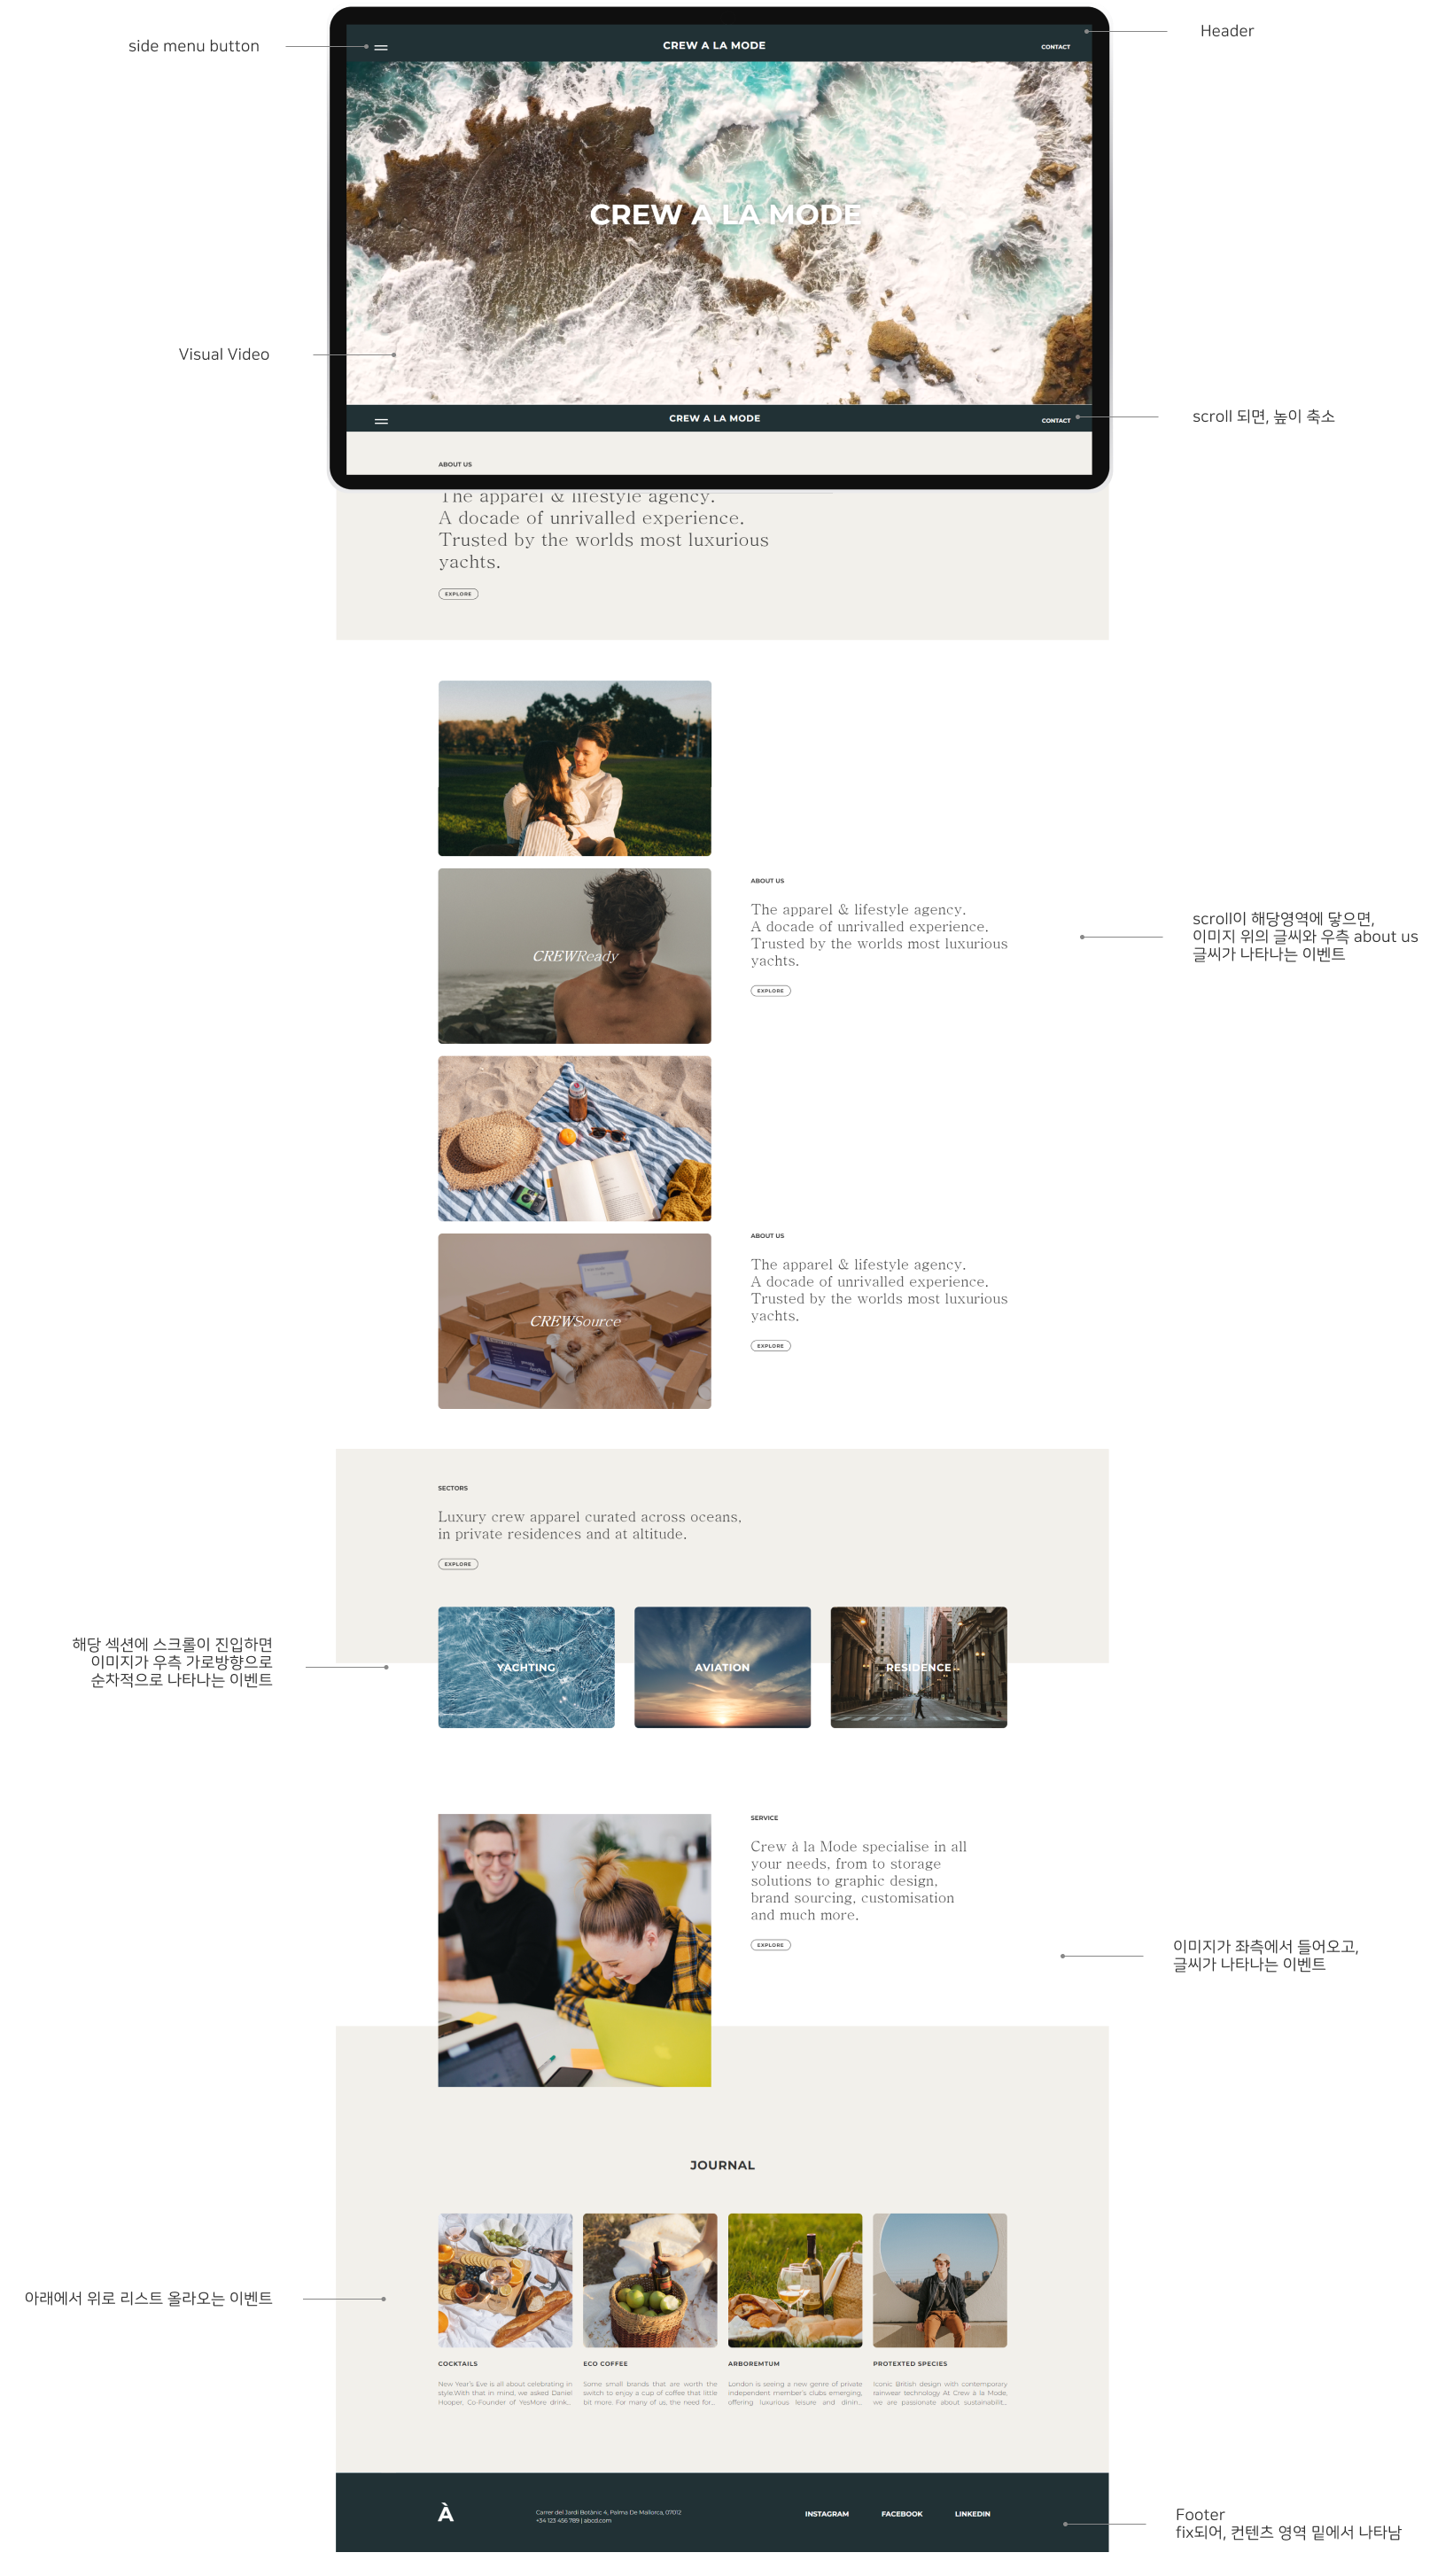 side menu button
CREW A LA MODE
CONTACT
Header
CREW A LA MODE
Visual Video
CREW A LA MODE
CONTACT
scroll 되면, 높이 축소
ABOUT US
The apparel & lifestyle agency.
A docade of unrivalled experience.
Trusted by the worlds most luxurious
yachts.
EXPLORE
CREWReady
ABOUT US
The apparel & lifestyle agency.
A docade of unrivalled experience.
Trusted by the worlds most luxurious
yachts.
EXPLORE
scroll이 해당영역에 닿으면,
이미지 위의 글씨와 우측 about us
글씨가 나타나는 이벤트
CREWSource
ABOUT US
The apparel & lifestyle agency.
A docade of unrivalled experience.
Trusted by the worlds most luxurious
yachts.
EXPLORE
SECTORS
Luxury crew apparel curated across oceans,
in private residences and at altitude.
EXPLORE
해당 섹션에 스크롤이 진입하면
이미지가 우측 가로방향으로
순차적으로 나타나는 이벤트
YACHTING
AVIATION
RESIDENCE
SERVICE
Crew à la Mode specialise in all
your needs, from to storage
solutions to graphic design,
brand sourcing, customisation
and much more.
EXPLORE
이미지가 좌측에서 들어오고,
글씨가 나타나는 이벤트
JOURNAL
아래에서 위로 리스트 올라오는 이벤트
COCKTAILS
New Year's Eve is all about celebrating in
style.With that in mind, we asked Daniel
Hooper, Co-Founder of YesMore drink...
ECO COFFEE
Some small brands that are worth the
switch to enjoy a cup of coffee that little
bit more. For many of us, the need for...
ARBOREMTUM
London is seeing a new genre of private
independent member's clubs emerging,
offering luxurious leisure and dinin...
PROTEXTED SPECIES
Iconic British design with contemporary
rainwear technology At Crew à la Mode,
we are passionate about sustainabilit...
À
Carrer del Jardí Botànic 4, Palma De Mallorca, 07012
+34 123 456 789 | abcd.com
INSTAGRAM
FACEBOOK
LINKEDIN
Footer
fix되어, 컨텐츠 영역 밑에서 나타남